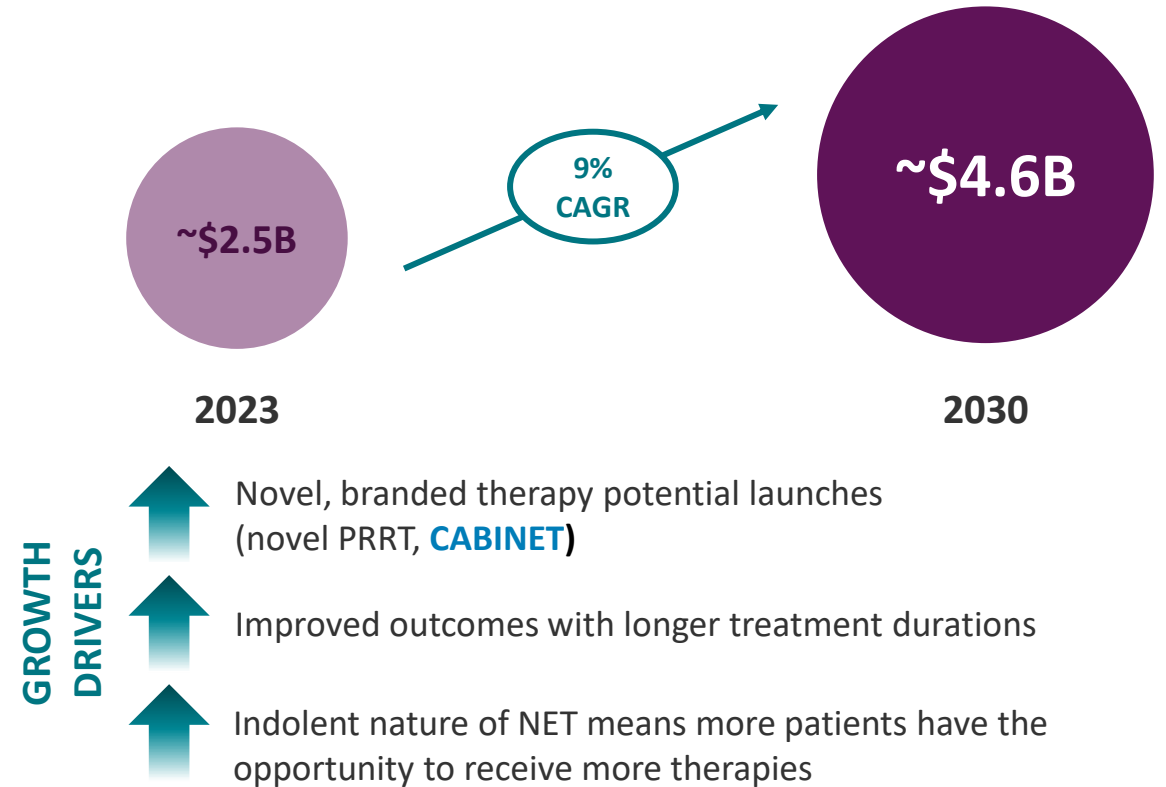 ~$2.5B
9%
CAGR
~$4.6B
2023
2030
GROWTH
DRIVERS
Novel, branded therapy potential launches
(novel PRRT, CABINET)
Improved outcomes with longer treatment durations
Indolent nature of NET means more patients have the
opportunity to receive more therapies